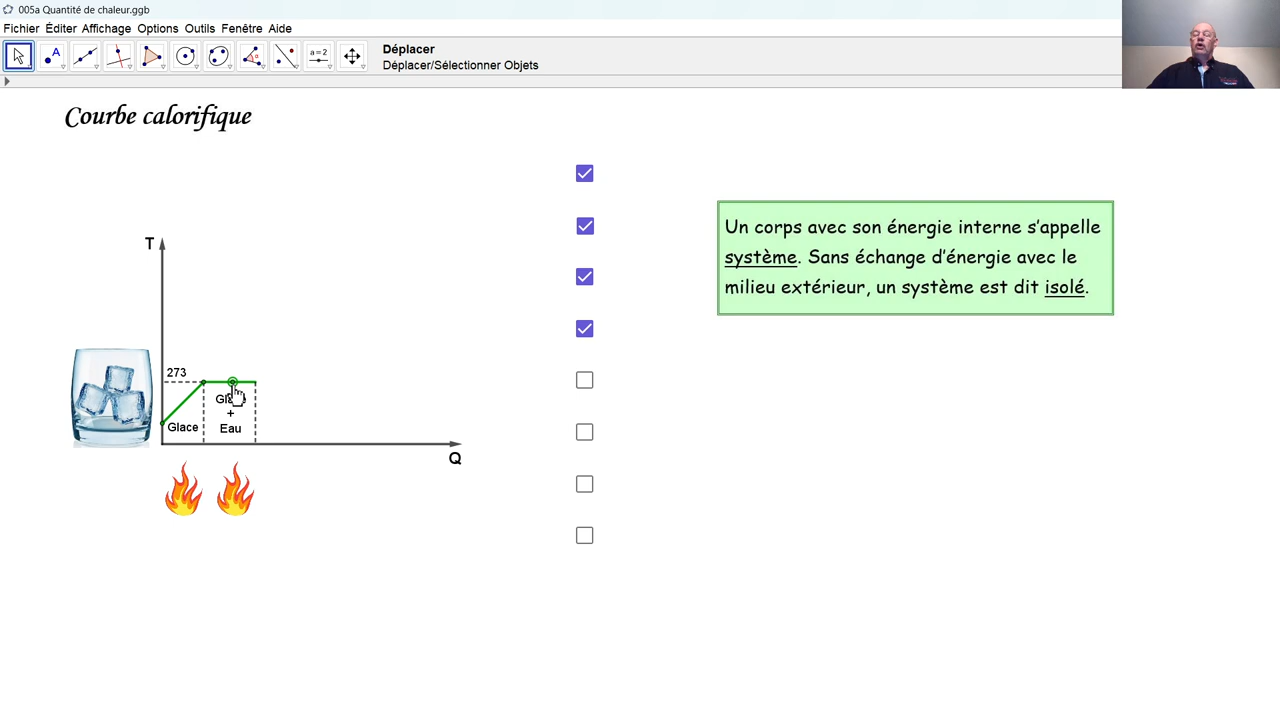 005a Quantité de chaleur.ggb
Fichier Éditer Affichage Options Outils Fenêtre Aide
A
a=2
Déplacer
Déplacer/Sélectionner Objets
Courbe calorifique
T
273
Glace
+
Eau
Glace
Q
Un corps avec son énergie interne s'appelle
système. Sans échange d'énergie avec le
milieu extérieur, un système est dit isolé.